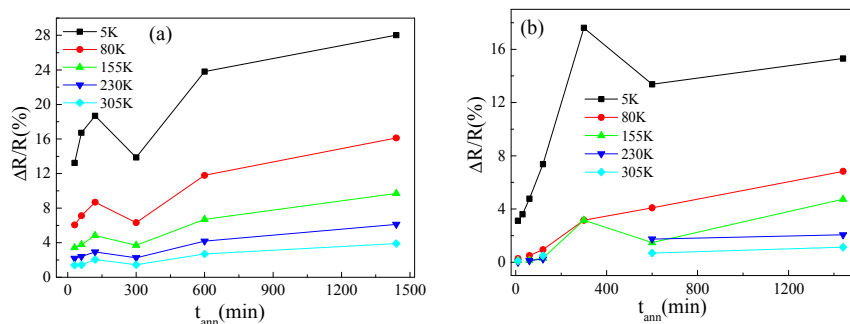 (a)
5K
80K
155K
230K
305K
28
24
20
16
12
8
4
0
ΔR/R(%)
0 300 600 900 1200 1500
t_ann(min)
(b)
5K
80K
155K
230K
305K
16
12
8
4
0
ΔR/R(%)
0 400 800 1200
t_ann(min)